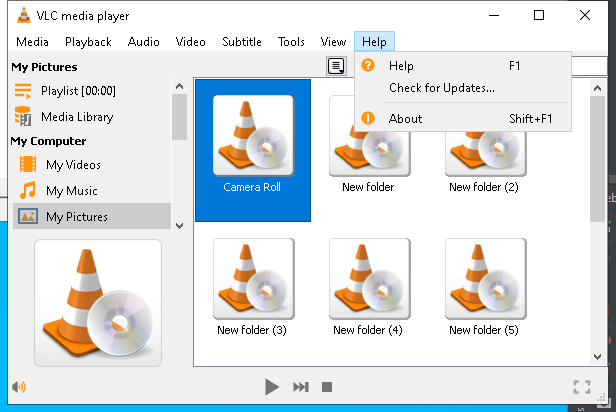 VLC media player
Media Playback Audio Video Subtitle Tools View Help
My Pictures
Playlist [00:00]
Media Library
My Computer
My Videos
My Music
My Pictures
Help F1
Check for Updates...
About Shift+F1
Camera Roll
New folder
New folder (2)
New folder (3)
New folder (4)
New folder (5)